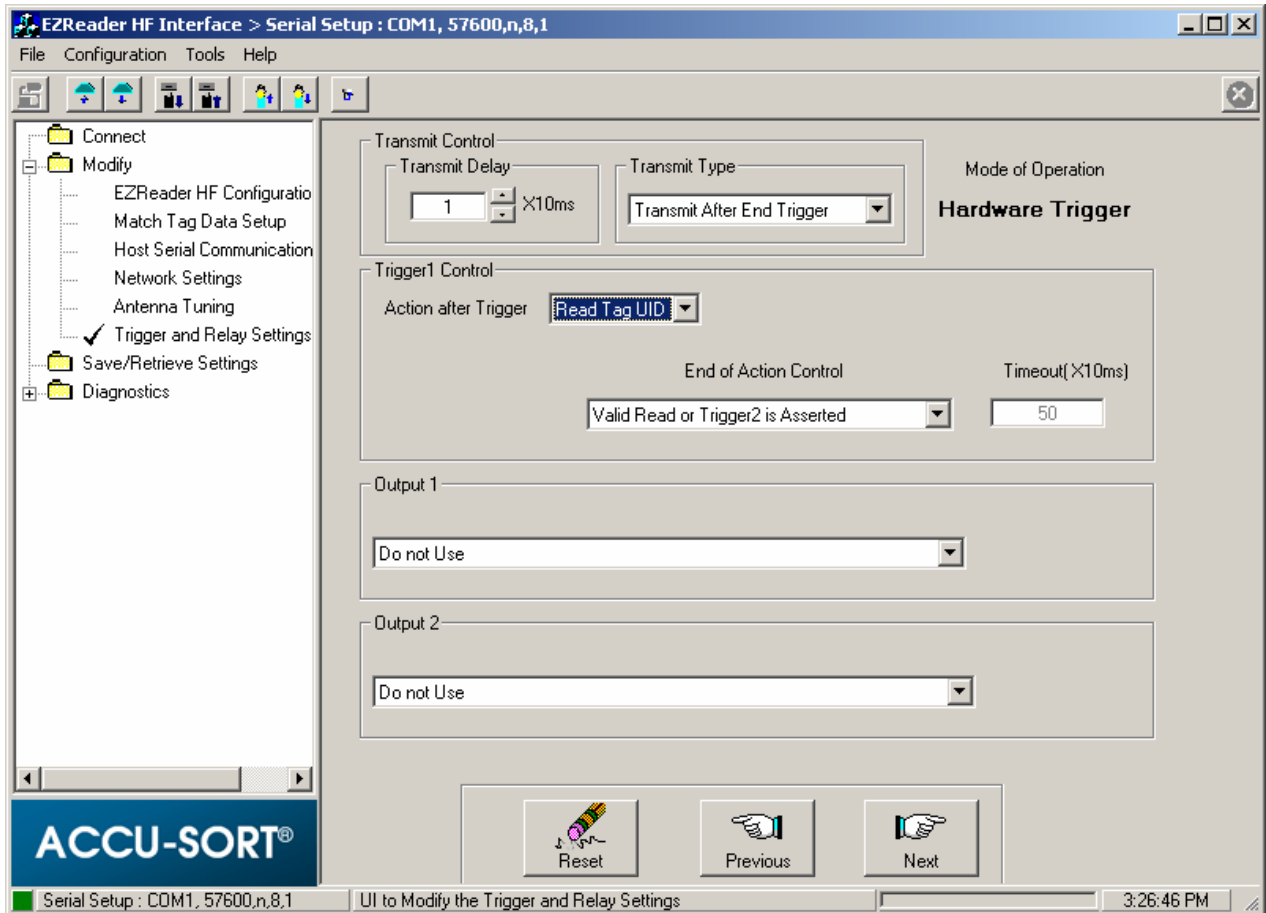 EZReader HF Interface > Serial Setup : COM1, 57600,n,8,1
File Configuration Tools Help
Connect
Modify
EZReader HF Configuratio
Match Tag Data Setup
Host Serial Communication
Network Settings
Antenna Tuning
Trigger and Relay Settings
Save/Retrieve Settings
Diagnostics
ACCU-SORT®
Transmit Control
Transmit Delay
1 X10ms
Transmit Type
Transmit After End Trigger
Mode of Operation
Hardware Trigger
Trigger1 Control
Action after Trigger Read Tag UID
End of Action Control Timeout(X10ms)
Valid Read or Trigger2 is Asserted 50
Output 1
Do not Use
Output 2
Do not Use
Reset Previous Next
Serial Setup : COM1, 57600,n,8,1 UI to Modify the Trigger and Relay Settings 3:26:46 PM